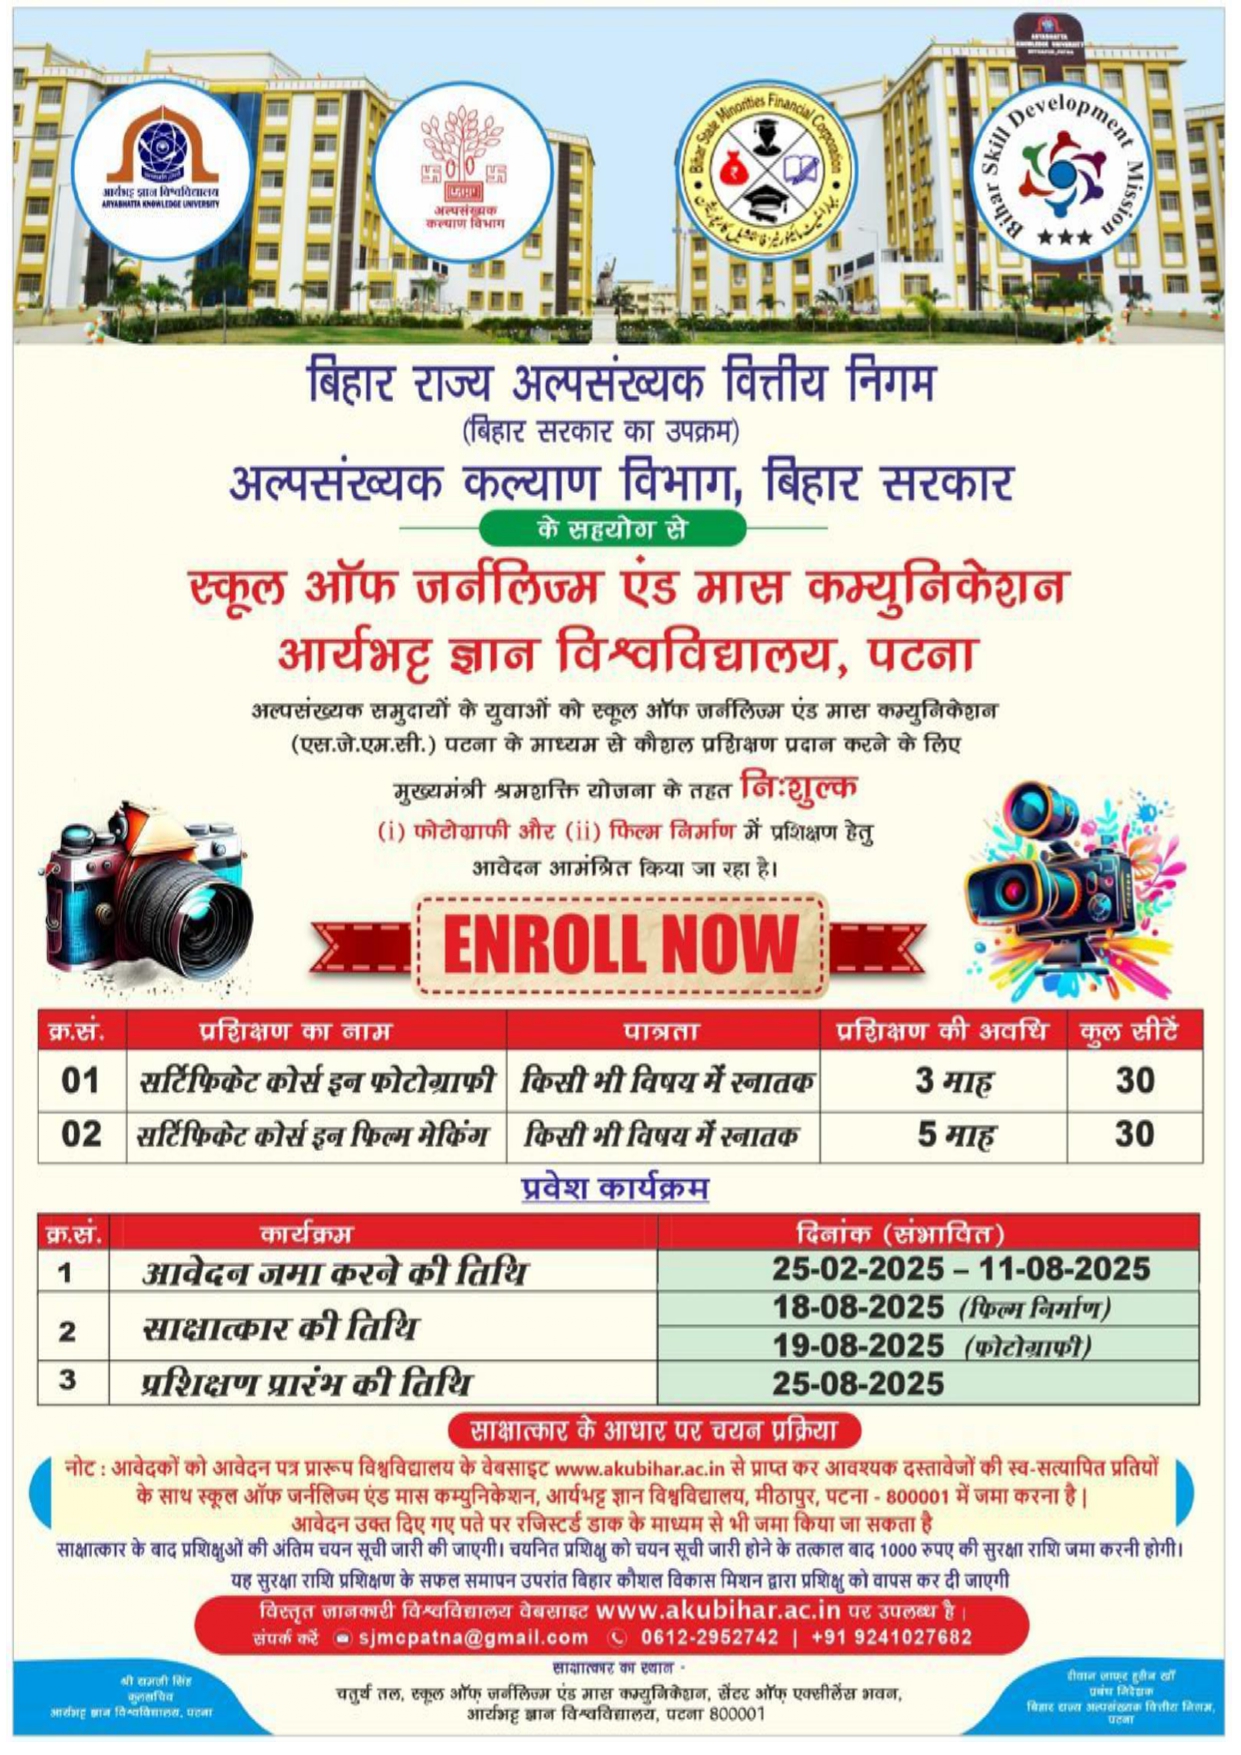 ARYABHATTA
KNOWLEDGE UNIVERSITY
आर्यभट्ट ज्ञान विश्वविद्यालय
ARYABHATTA KNOWLEDGE UNIVERSITY
अल्पसंख्यक
कल्याण विभाग
Bihar State Minorities Financial Corporation
Bihar Skill Development Mission
बिहार राज्य अल्पसंख्यक वित्तीय निगम
(बिहार सरकार का उपक्रम)
अल्पसंख्यक कल्याण विभाग, बिहार सरकार
के सहयोग से
स्कूल ऑफ जर्नलिज्म एंड मास कम्युनिकेशन
आर्यभट्ट ज्ञान विश्वविद्यालय, पटना
अल्पसंख्यक समुदायों के युवाओं को स्कूल ऑफ जर्नलिज्म एंड मास कम्युनिकेशन
(एस.जे.एम.सी.) पटना के माध्यम से कौशल प्रशिक्षण प्रदान करने के लिए
मुख्यमंत्री श्रमशक्ति योजना के तहत निःशुल्क
(i) फोटोग्राफी और (ii) फिल्म निर्माण में प्रशिक्षण हेतु
आवेदन आमंत्रित किया जा रहा है।
ENROLL NOW
क्र.सं. प्रशिक्षण का नाम पात्रता प्रशिक्षण की अवधि कुल सीटें
01 सर्टिफिकेट कोर्स इन फोटोग्राफी किसी भी विषय में स्नातक 3 माह 30
02 सर्टिफिकेट कोर्स इन फिल्म मेकिंग किसी भी विषय में स्नातक 5 माह 30
प्रवेश कार्यक्रम
क्र.सं. कार्यक्रम दिनांक (संभावित)
1 आवेदन जमा करने की तिथि 25-02-2025 – 11-08-2025
2 साक्षात्कार की तिथि 18-08-2025 (फिल्म निर्माण)
19-08-2025 (फोटोग्राफी)
3 प्रशिक्षण प्रारंभ की तिथि 25-08-2025
साक्षात्कार के आधार पर चयन प्रक्रिया
नोट : आवेदकों को आवेदन पत्र प्रारूप विश्वविद्यालय के वेबसाइट www.akubihar.ac.in से प्राप्त कर आवश्यक दस्तावेजों की स्व-सत्यापित प्रतियों
के साथ स्कूल ऑफ जर्नलिज्म एंड मास कम्युनिकेशन, आर्यभट्ट ज्ञान विश्वविद्यालय, मीठापुर, पटना - 800001 में जमा करना है |
आवेदन उक्त दिए गए पते पर रजिस्टर्ड डाक के माध्यम से भी जमा किया जा सकता है
साक्षात्कार के बाद प्रशिक्षुओं की अंतिम चयन सूची जारी की जाएगी। चयनित प्रशिक्षु को चयन सूची जारी होने के तत्काल बाद 1000 रुपए की सुरक्षा राशि जमा करनी होगी।
यह सुरक्षा राशि प्रशिक्षण के सफल समापन उपरांत बिहार कौशल विकास मिशन द्वारा प्रशिक्षु को वापस कर दी जाएगी
विस्तृत जानकारी विश्वविद्यालय वेबसाइट www.akubihar.ac.in पर उपलब्ध है |
संपर्क करें sjmcpatna@gmail.com 0612-2952742 | +91 9241027682
साक्षात्कार का स्थान -
चतुर्थ तल, स्कूल ऑफ जर्नलिज्म एंड मास कम्युनिकेशन, सेंटर ऑफ एक्सीलेंस भवन,
आर्यभट्ट ज्ञान विश्वविद्यालय, पटना 800001
श्री रामजी सिंह
कुलसचिव
आर्यभट्ट ज्ञान विश्वविद्यालय, पटना
दीवान जाफर हुसैन खाँ
प्रबंध निदेशक
बिहार राज्य अल्पसंख्यक वित्तीय निगम,
पटना